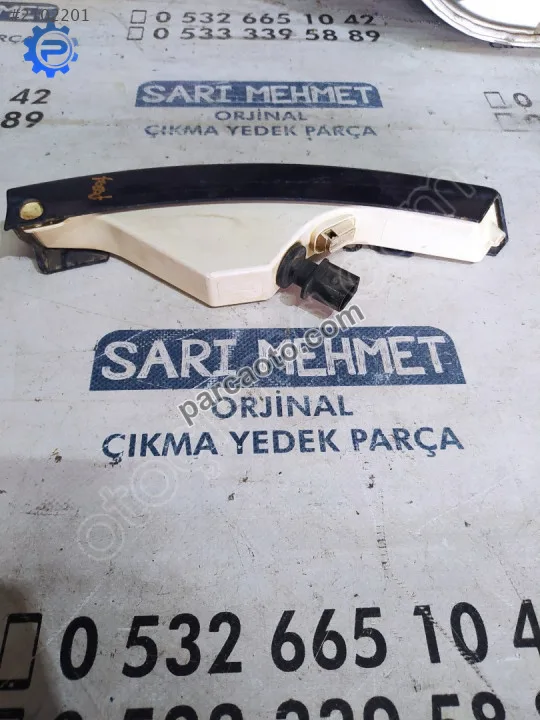 0 532 665 10 42
0 533 339 58 89
42
89
SARI MEHMET
ORJİNAL
ÇIKMA YEDEK PARÇA
SARI MEHMET
parcaoto.com
ORJİNAL
ÇIKMA YEDEK PARÇA
0 532 665 10 4